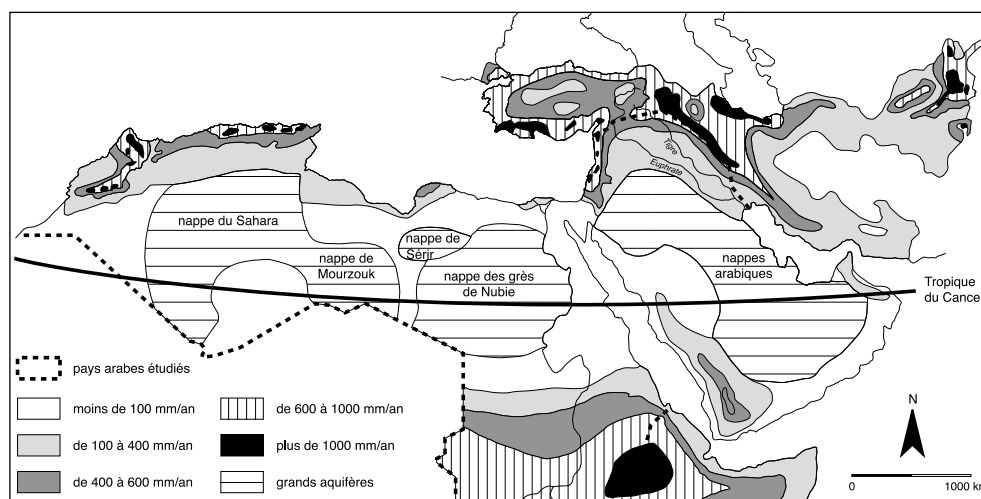 Tigre
Euphrate
nappe du Sahara
nappe de
Sérir
nappe de
Mourzouk
nappe des grès
de Nubie
nappes
arabiques
Tropique
du Cance
pays arabes étudiés
moins de 100 mm/an
de 100 à 400 mm/an
de 400 à 600 mm/an
de 600 à 1000 mm/an
plus de 1000 mm/an
grands aquifères
N
0 1000 km